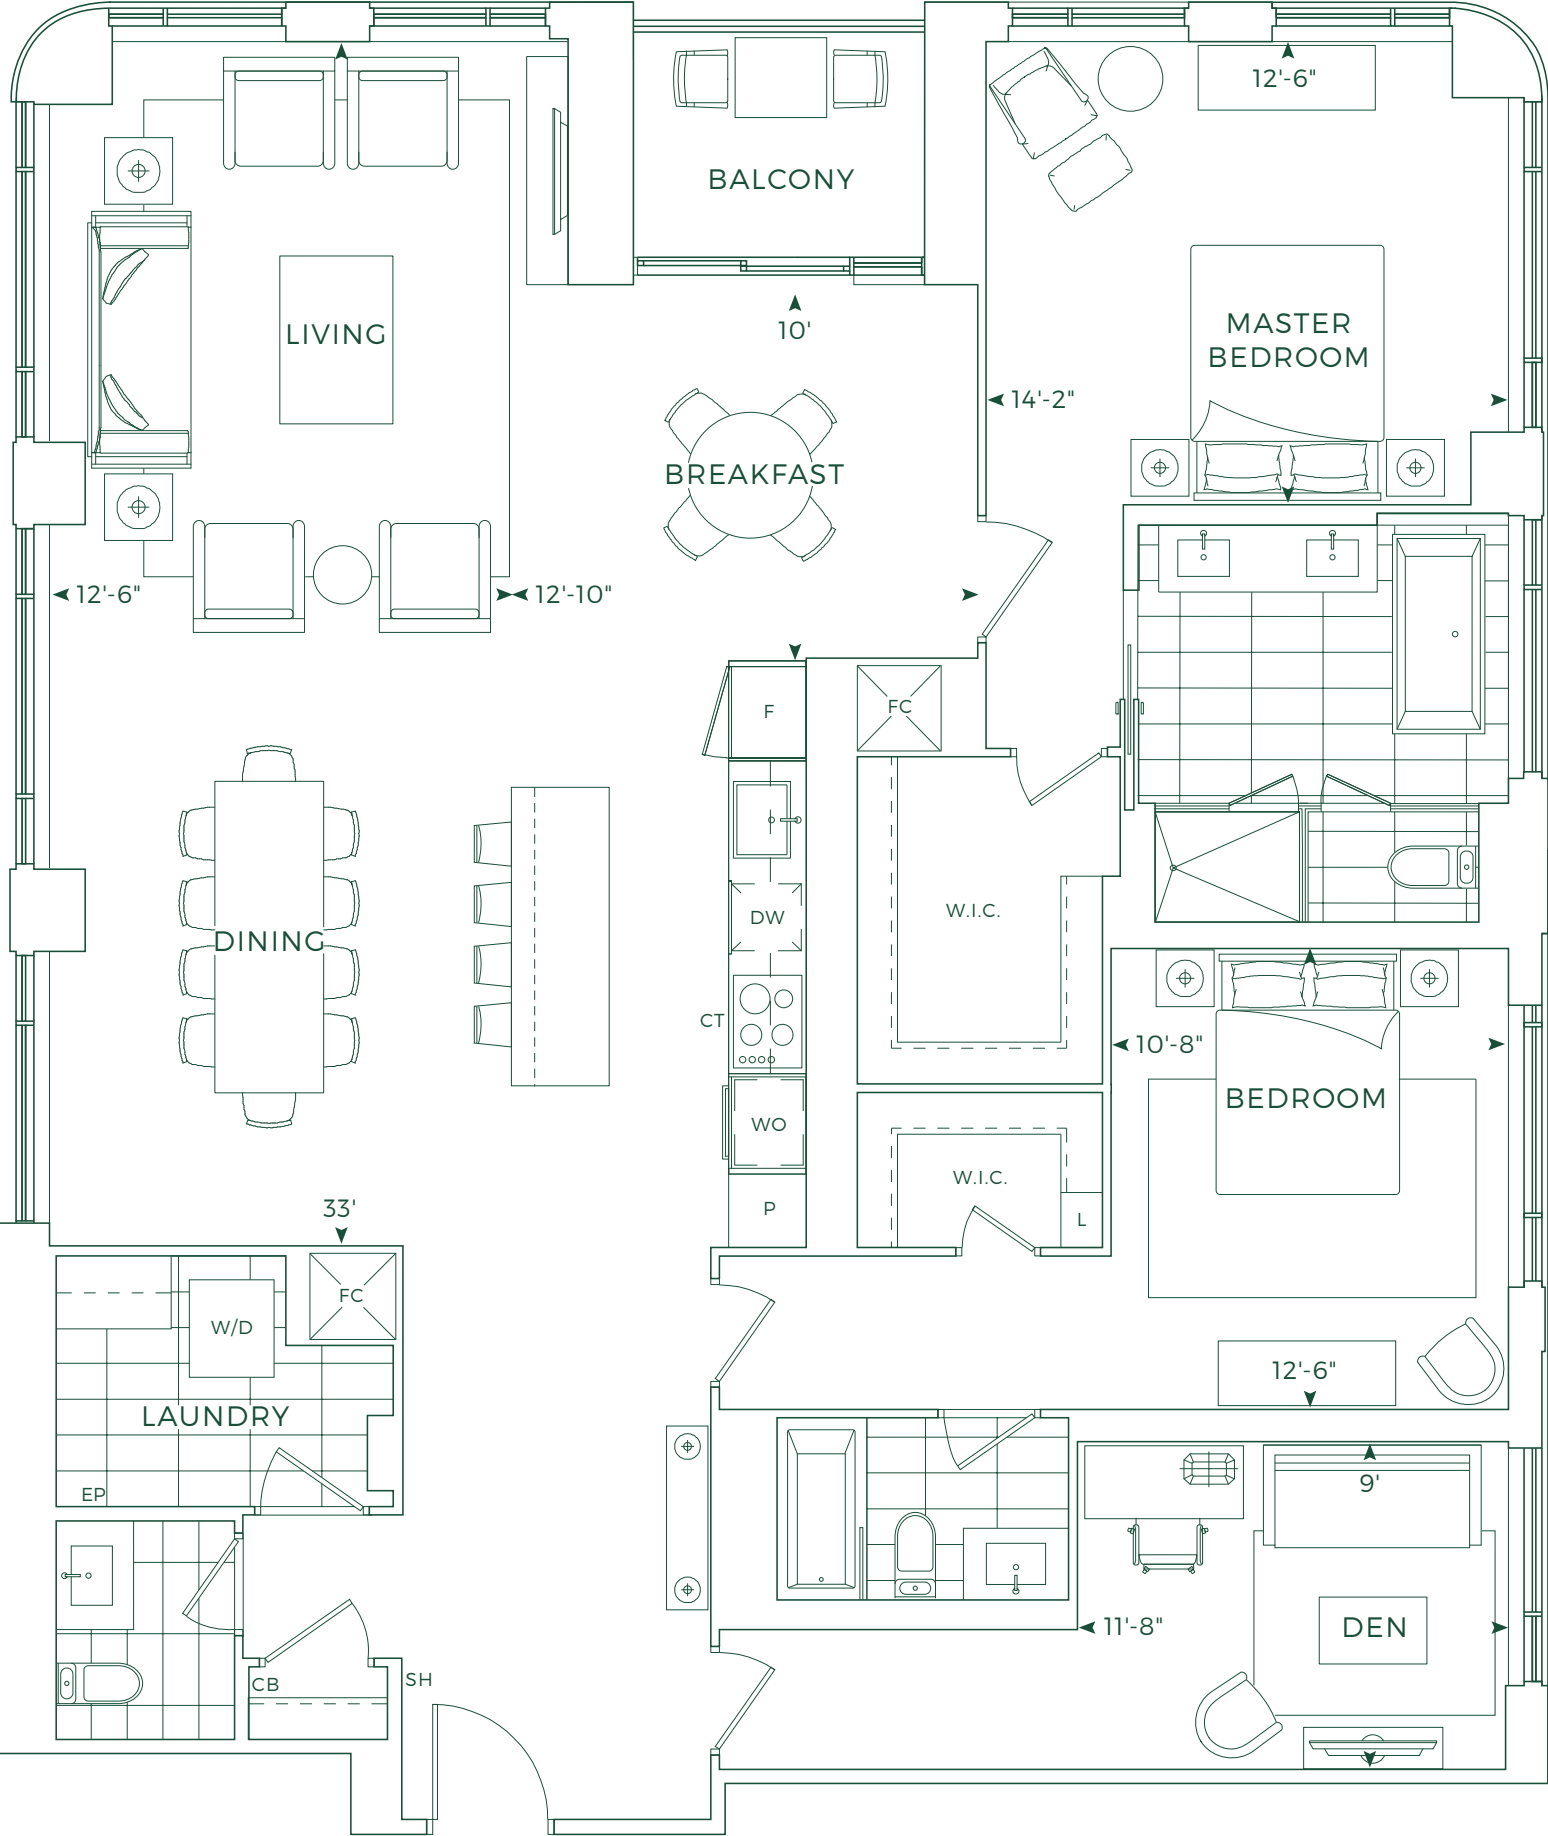 12'-6"
BALCONY
LIVING
10'
MASTER
BEDROOM
14'-2"
BREAKFAST
12'-6"
12'-10"
F
FC
DW
W.I.C.
DINING
CT
10'-8"
BEDROOM
WO
W.I.C.
P
L
33'
FC
W/D
12'-6"
LAUNDRY
EP
9'
11'-8"
DEN
CB
SH